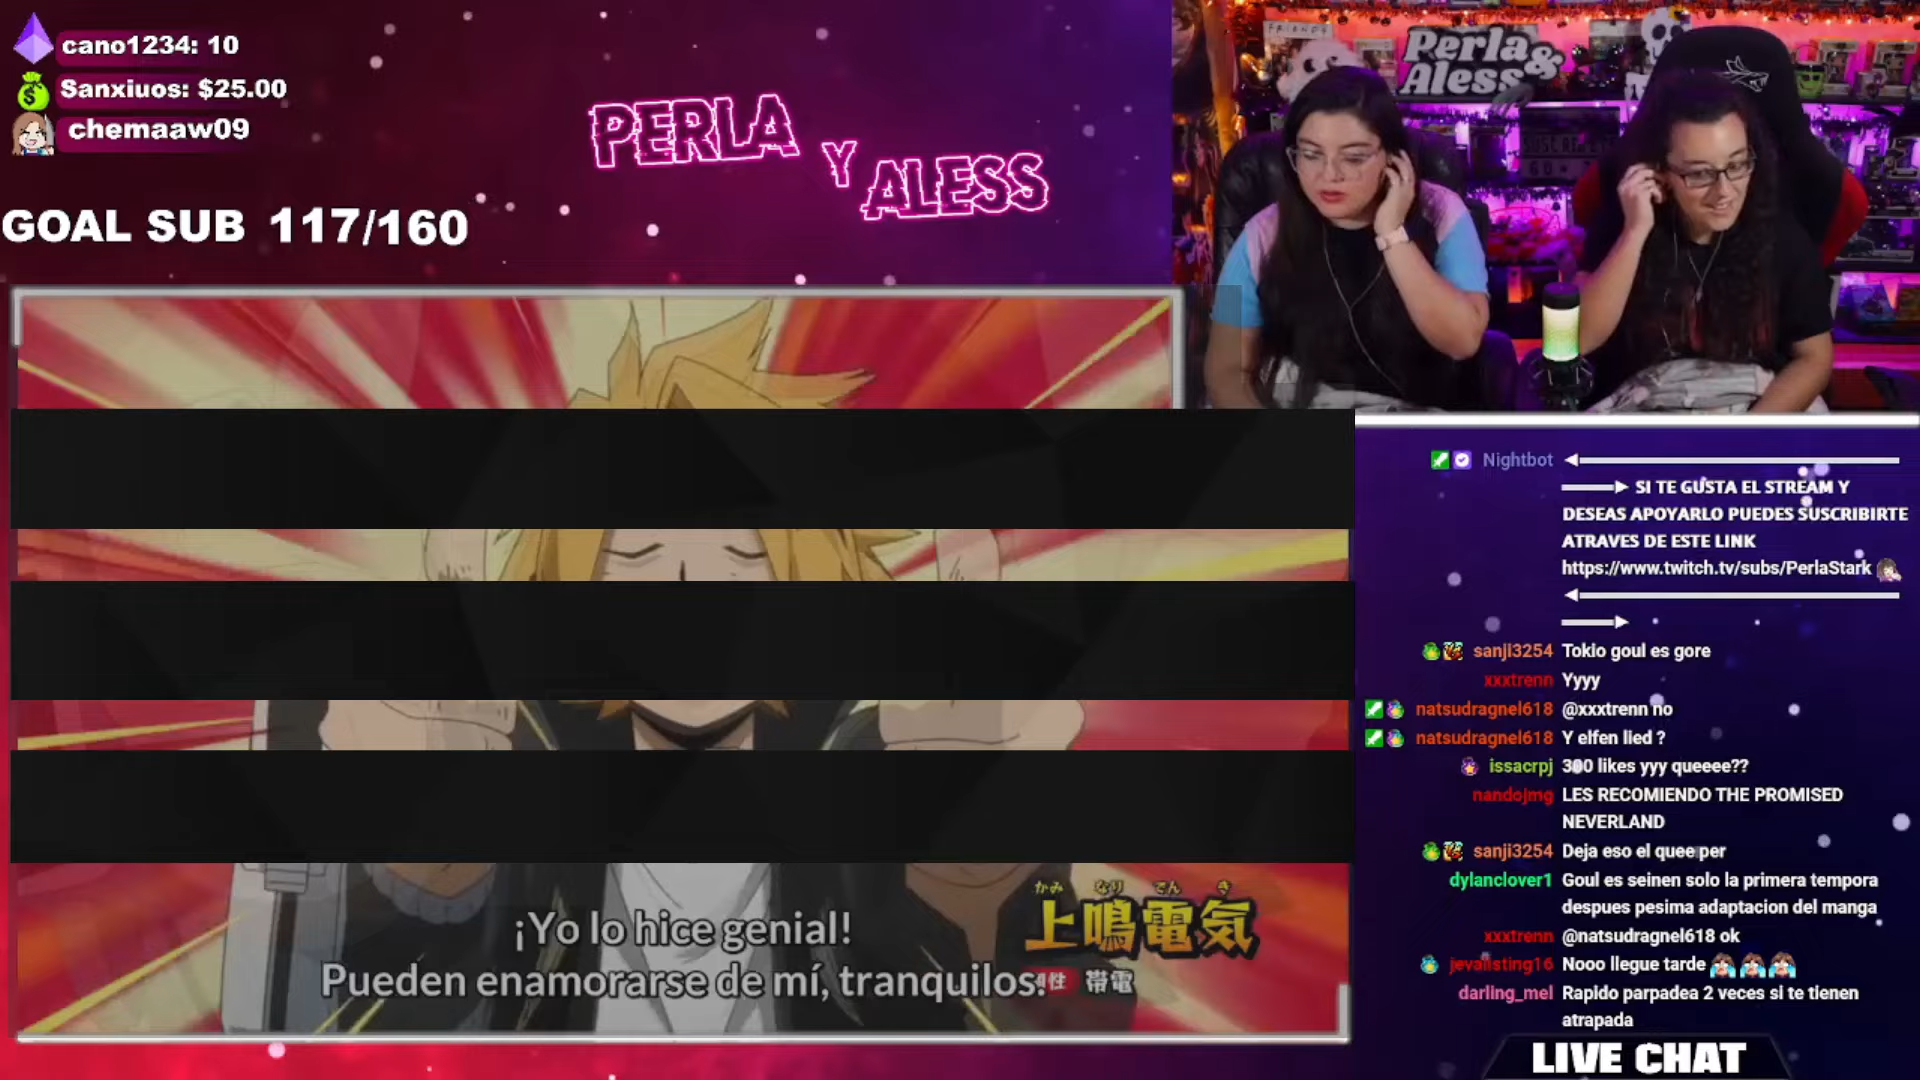 cano1234: 10
Sanxiuos: $25.00
chemaaw09
GOAL SUB 117/160
PERLA
Y
ALESS
FRIENDS
Perla&
Aless
Nightbot
SI TE GUSTA EL STREAM Y
DESEAS APOYARLO PUEDES SUSCRIBIRTE
ATRAVES DE ESTE LINK
https://www.twitch.tv/subs/PerlaStark
sanji3254 Tokio goul es gore
xxxtrenn Yyyy
natsudragnel618 @xxxtrenn no
natsudragnel618 Y elfen lied ?
issacrpj 300 likes yyy queeee??
nandojmg LES RECOMIENDO THE PROMISED
NEVERLAND
sanji3254 Deja eso el quee per
dylanclover1 Goul es seinen solo la primera tempora
despues pesima adaptacion del manga
xxxtrenn @natsudragnel618 ok
jevalisting16 Nooo llegue tarde
darling_mel Rapido parpadea 2 veces si te tienen
atrapada
LIVE CHAT
かみ なり でん き
上鳴電気
¡Yo lo hice genial!
Pueden enamorarse de mí, tranquilos.
帯電